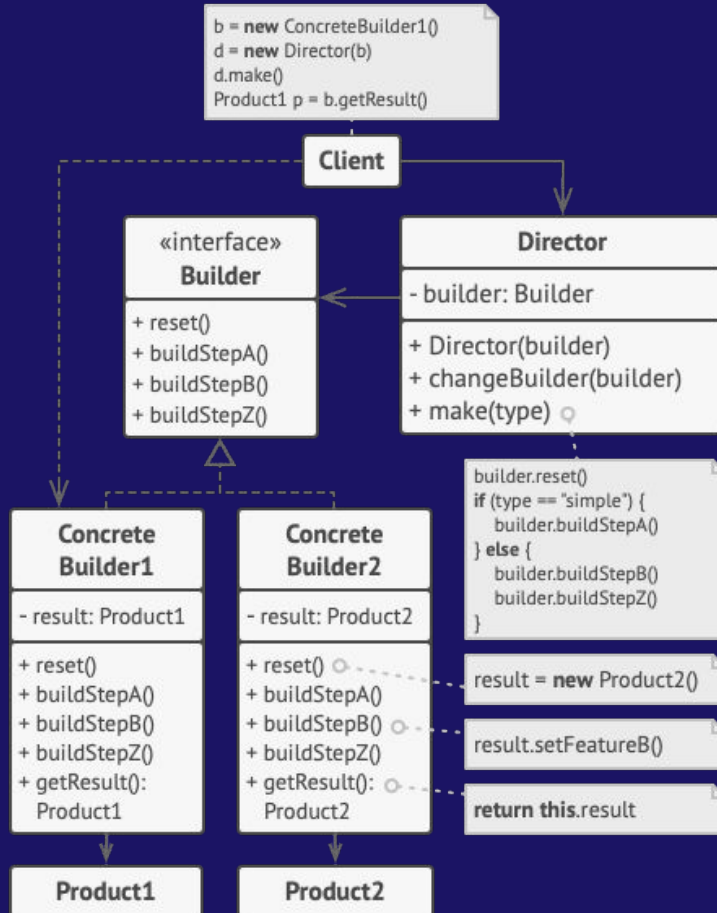 b = new ConcreteBuilder1()
d = new Director(b)
d.make()
Product1 p = b.getResult()
Client
«interface»
Builder
+ reset()
+ buildStepA()
+ buildStepB()
+ buildStepZ()
Director
- builder: Builder
+ Director(builder)
+ changeBuilder(builder)
+ make(type)
builder.reset()
if (type == "simple") {
builder.buildStepA()
} else {
builder.buildStepB()
builder.buildStepZ()
}
Concrete
Builder1
- result: Product1
+ reset()
+ buildStepA()
+ buildStepB()
+ buildStepZ()
+ getResult():
Product1
Concrete
Builder2
- result: Product2
+ reset()
+ buildStepA()
+ buildStepB()
+ buildStepZ()
+ getResult():
Product2
result = new Product2()
result.setFeatureB()
return this.result
Product1
Product2